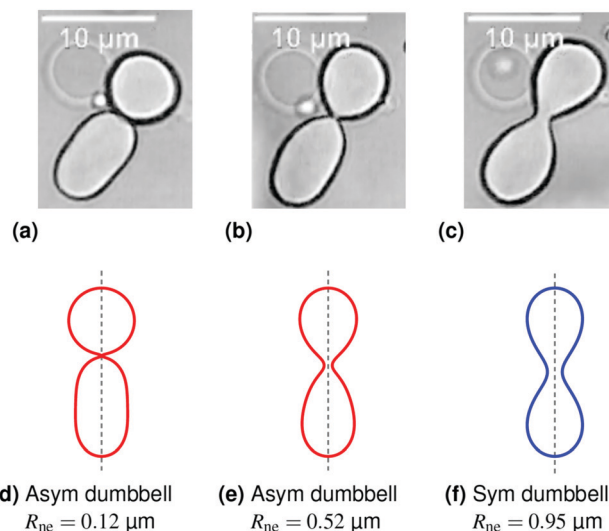 10 µm
10 µm
10 µm
(a)
(b)
(c)
d) Asym dumbbell
(e) Asym dumbbell
(f) Sym dumbbell
R_ne = 0.12 µm
R_ne = 0.52 µm
R_ne = 0.95 µm